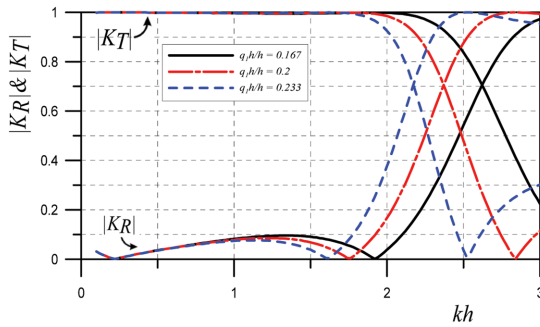 |K_R| & |K_T|
1
0.8
0.6
0.4
0.2
0
|K_T|
q₁h/h = 0.167
q₁h/h = 0.2
q₁h/h = 0.233
|K_R|
0 1 2 3
kh